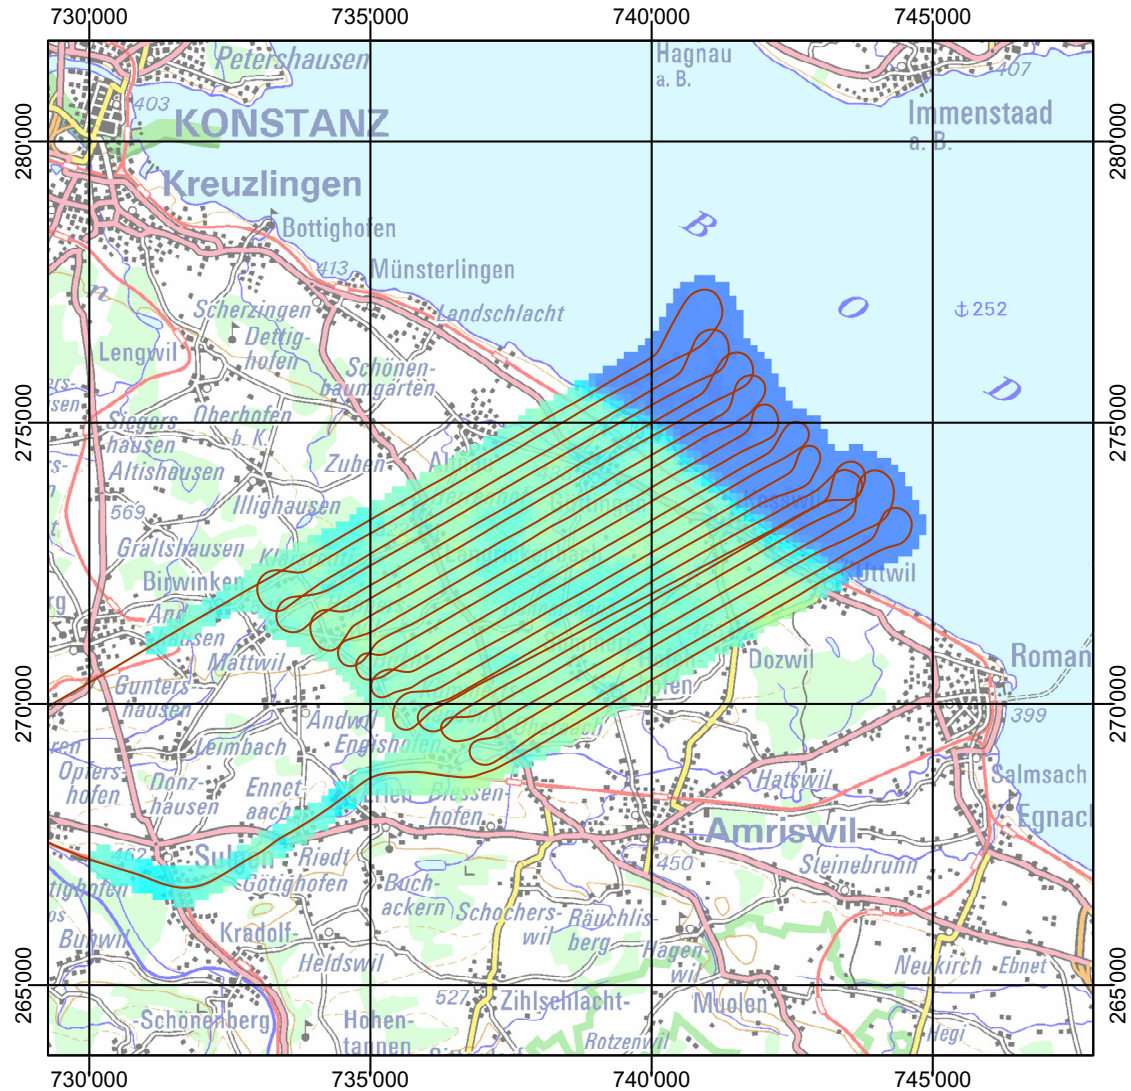 730'000
735'000
740'000
745'000
Petershausen
Hagnau
a. B.
407
403
Immenstaad
a. B.
KONSTANZ
280'000
280'000
Kreuzlingen
B
Bottighofen
413
Münsterlingen
O
252
Scherzingen
Landschlacht
Dettig-
hofen
Lengwil
Schönen-
baumgarten
D
Oberhofen
b. K.
275'000
275'000
Siegers
hausen
Altishausen
Zuben
Illighausen
Kesswil
569
Graltshausen
Birwinken
Uttwil
Mattwil
Dozwil
Roman
Gunters
hausen
270'000
270'000
Andwil
399
Leimbach
Engishofen
Opfers-
hofen
Donz-
hausen
Ennet
aach
Hatswil
Salmsach
hofen
Egnach
Amriswil
Riedt
450
Steinebrunn
Götighofen
Buch-
ackern
Schochers-
wil
Räuchlis
berg
Hagen-
wil
Buhwil
Kradolf-
Heldswil
Neukirch
Ebnet
265'000
265'000
527
Zihlschlacht-
Muolen
Schönenberg
Hohen-
tannen
Rotzenwil
Hegi
730'000
735'000
740'000
745'000